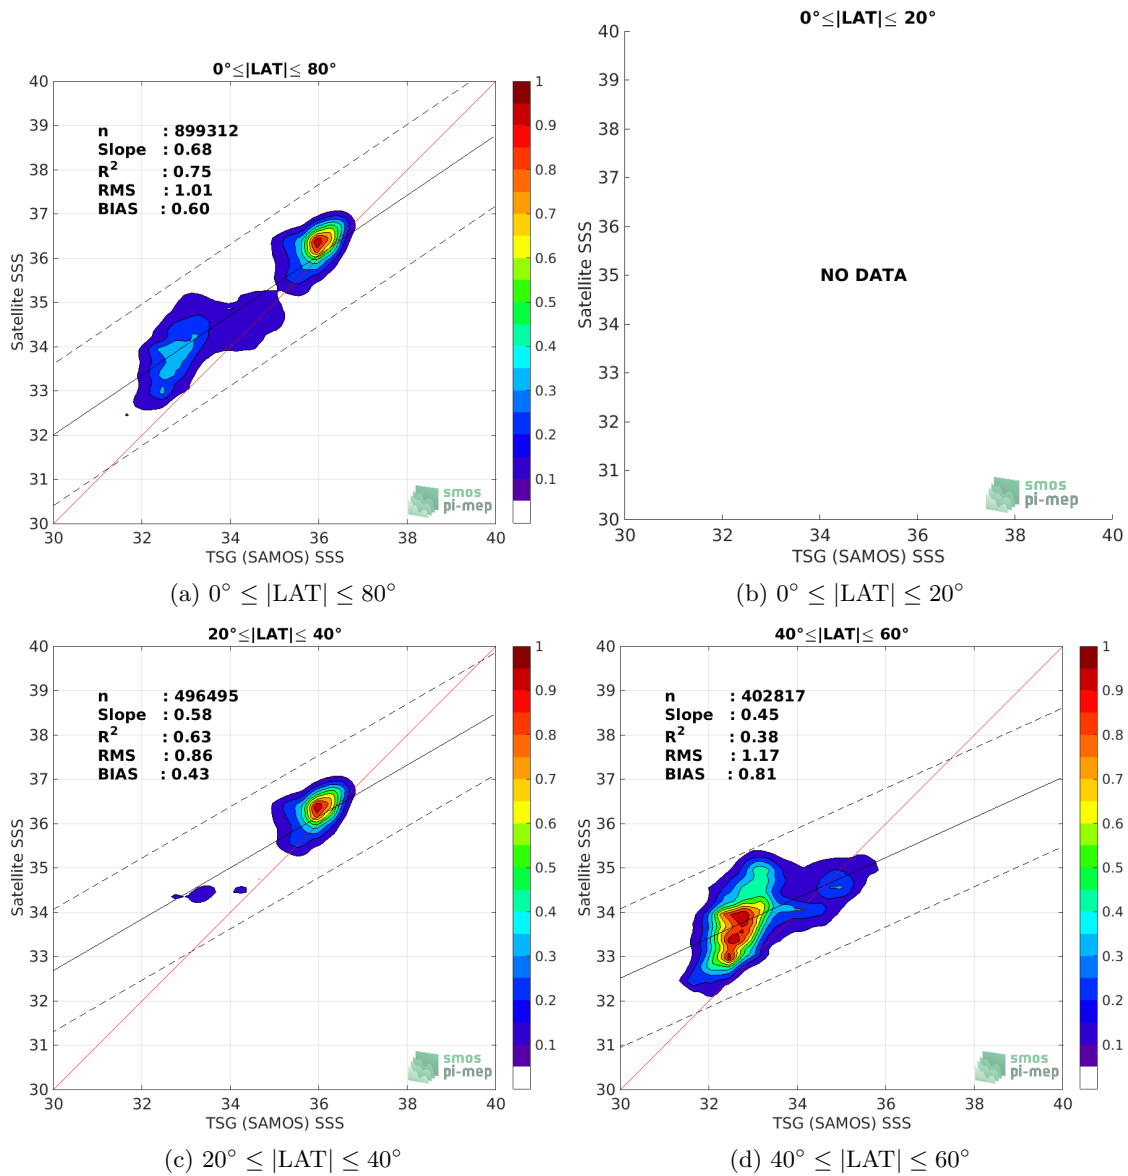 0°≤|LAT|≤ 80°
n : 899312
Slope : 0.68
R2 : 0.75
RMS : 1.01
BIAS : 0.60
40
39
38
37
36
35
34
33
32
31
30
Satellite SSS
30 32 34 36 38 40
TSG (SAMOS) SSS
1
0.9
0.8
0.7
0.6
0.5
0.4
0.3
0.2
0.1
smos
pi-mep
(a) 0° ≤ |LAT| ≤ 80°
0°≤|LAT|≤ 20°
40
39
38
37
36
35
34
33
32
31
30
Satellite SSS
NO DATA
smos
pi-mep
30 32 34 36 38 40
TSG (SAMOS) SSS
(b) 0° ≤ |LAT| ≤ 20°
20°≤|LAT|≤ 40°
n : 496495
Slope : 0.58
R2 : 0.63
RMS : 0.86
BIAS : 0.43
40
39
38
37
36
35
34
33
32
31
30
Satellite SSS
30 32 34 36 38 40
TSG (SAMOS) SSS
1
0.9
0.8
0.7
0.6
0.5
0.4
0.3
0.2
0.1
smos
pi-mep
(c) 20° ≤ |LAT| ≤ 40°
40°≤|LAT|≤ 60°
n : 402817
Slope : 0.45
R2 : 0.38
RMS : 1.17
BIAS : 0.81
40
39
38
37
36
35
34
33
32
31
30
Satellite SSS
30 32 34 36 38 40
TSG (SAMOS) SSS
1
0.9
0.8
0.7
0.6
0.5
0.4
0.3
0.2
0.1
smos
pi-mep
(d) 40° ≤ |LAT| ≤ 60°